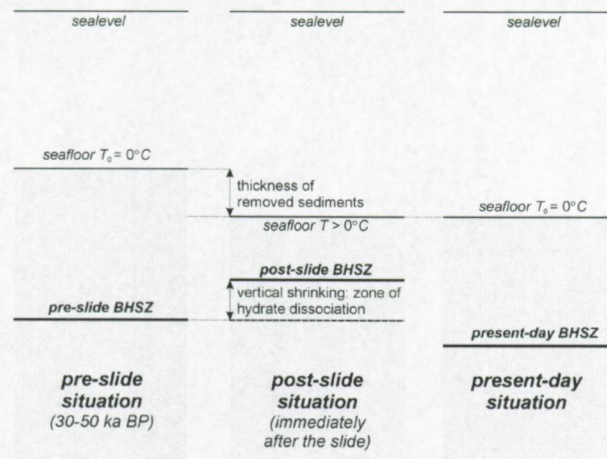 sealevel
sealevel
sealevel
seafloor T₀ = 0°C
thickness of
removed sediments
seafloor T > 0°C
seafloor T₀ = 0°C
post-slide BHSZ
pre-slide BHSZ
vertical shrinking: zone of
hydrate dissociation
present-day BHSZ
pre-slide
situation
(30-50 ka BP)
post-slide
situation
(immediately
after the slide)
present-day
situation